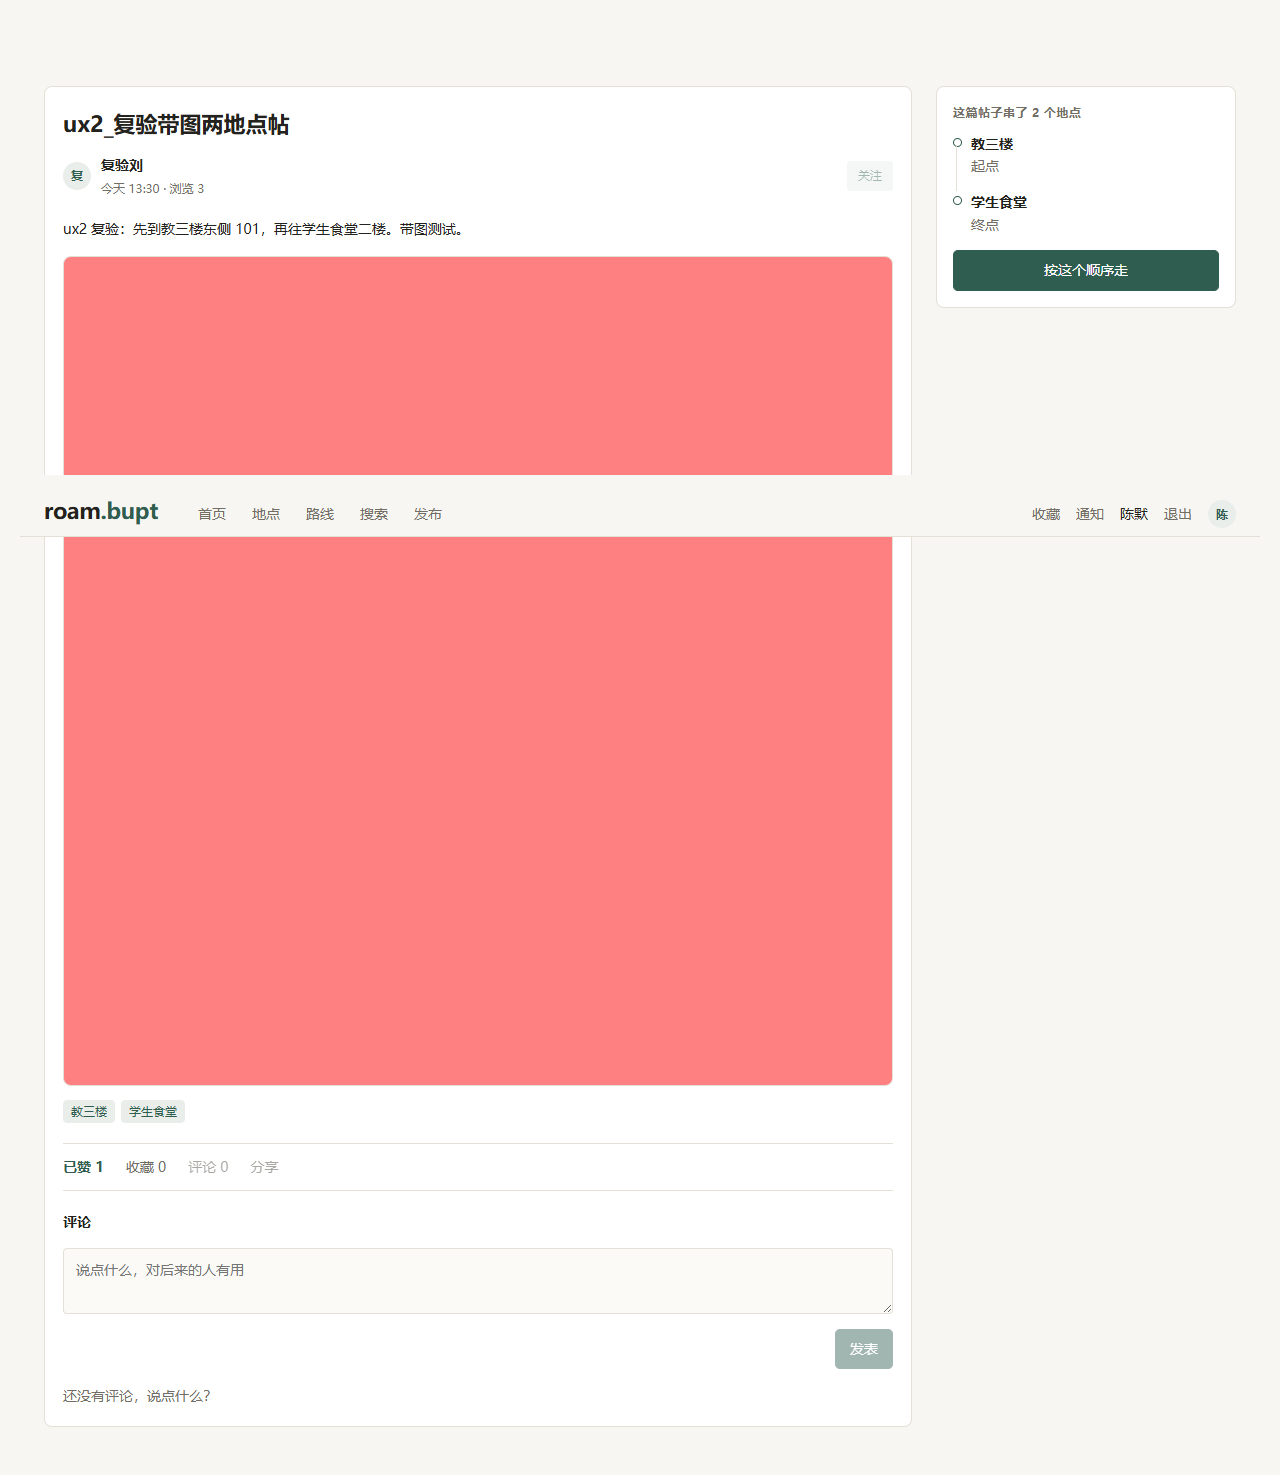 ux2_复验带图两地点帖
复
复验刘
今天 13:30 · 浏览 3
关注
ux2 复验：先到教三楼东侧 101，再往学生食堂二楼。带图测试。
这篇帖子串了 2 个地点
教三楼
起点
学生食堂
终点
按这个顺序走
roam.bupt 首页 地点 路线 搜索 发布 收藏 通知 陈默 退出 陈
教三楼 学生食堂
已赞 1 收藏 0 评论 0 分享
评论
说点什么，对后来的人有用
发表
还没有评论，说点什么？